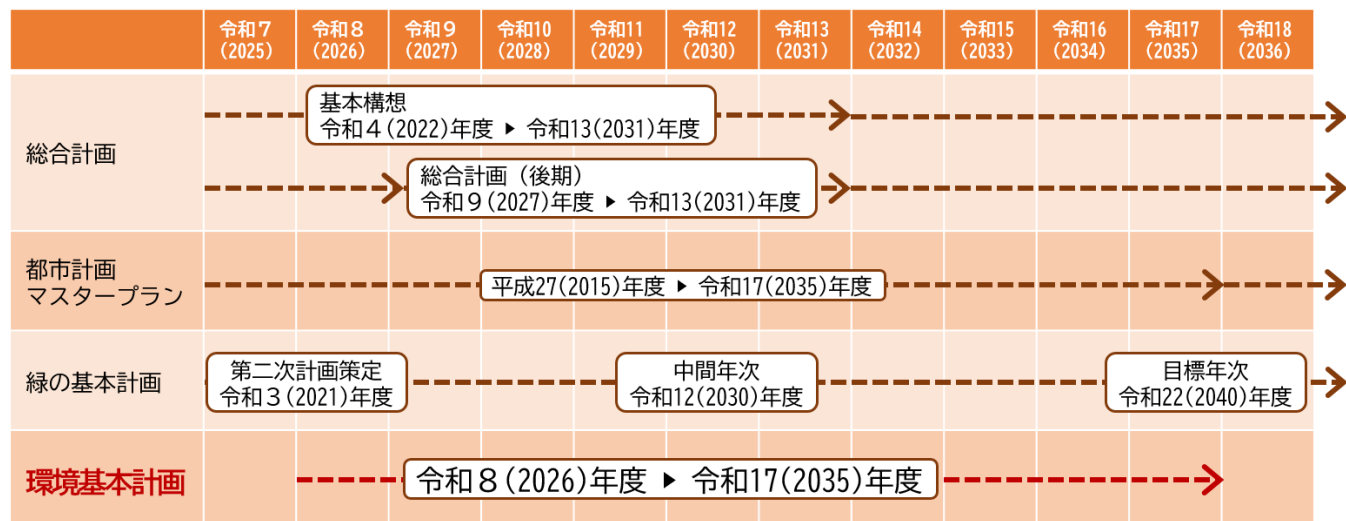 令和７
(2025)
令和８
(2026)
令和９
(2027)
令和10
(2028)
令和11
(2029)
令和12
(2030)
令和13
(2031)
令和14
(2032)
令和15
(2033)
令和16
(2034)
令和17
(2035)
令和18
(2036)
総合計画
基本構想
令和４(2022)年度 ▶ 令和13(2031)年度
総合計画（後期）
令和９(2027)年度 ▶ 令和13(2031)年度
都市計画
マスタープラン
平成27(2015)年度 ▶ 令和17(2035)年度
緑の基本計画
第二次計画策定
令和３(2021)年度
中間年次
令和12(2030)年度
目標年次
令和22(2040)年度
環境基本計画
令和８(2026)年度 ▶ 令和17(2035)年度